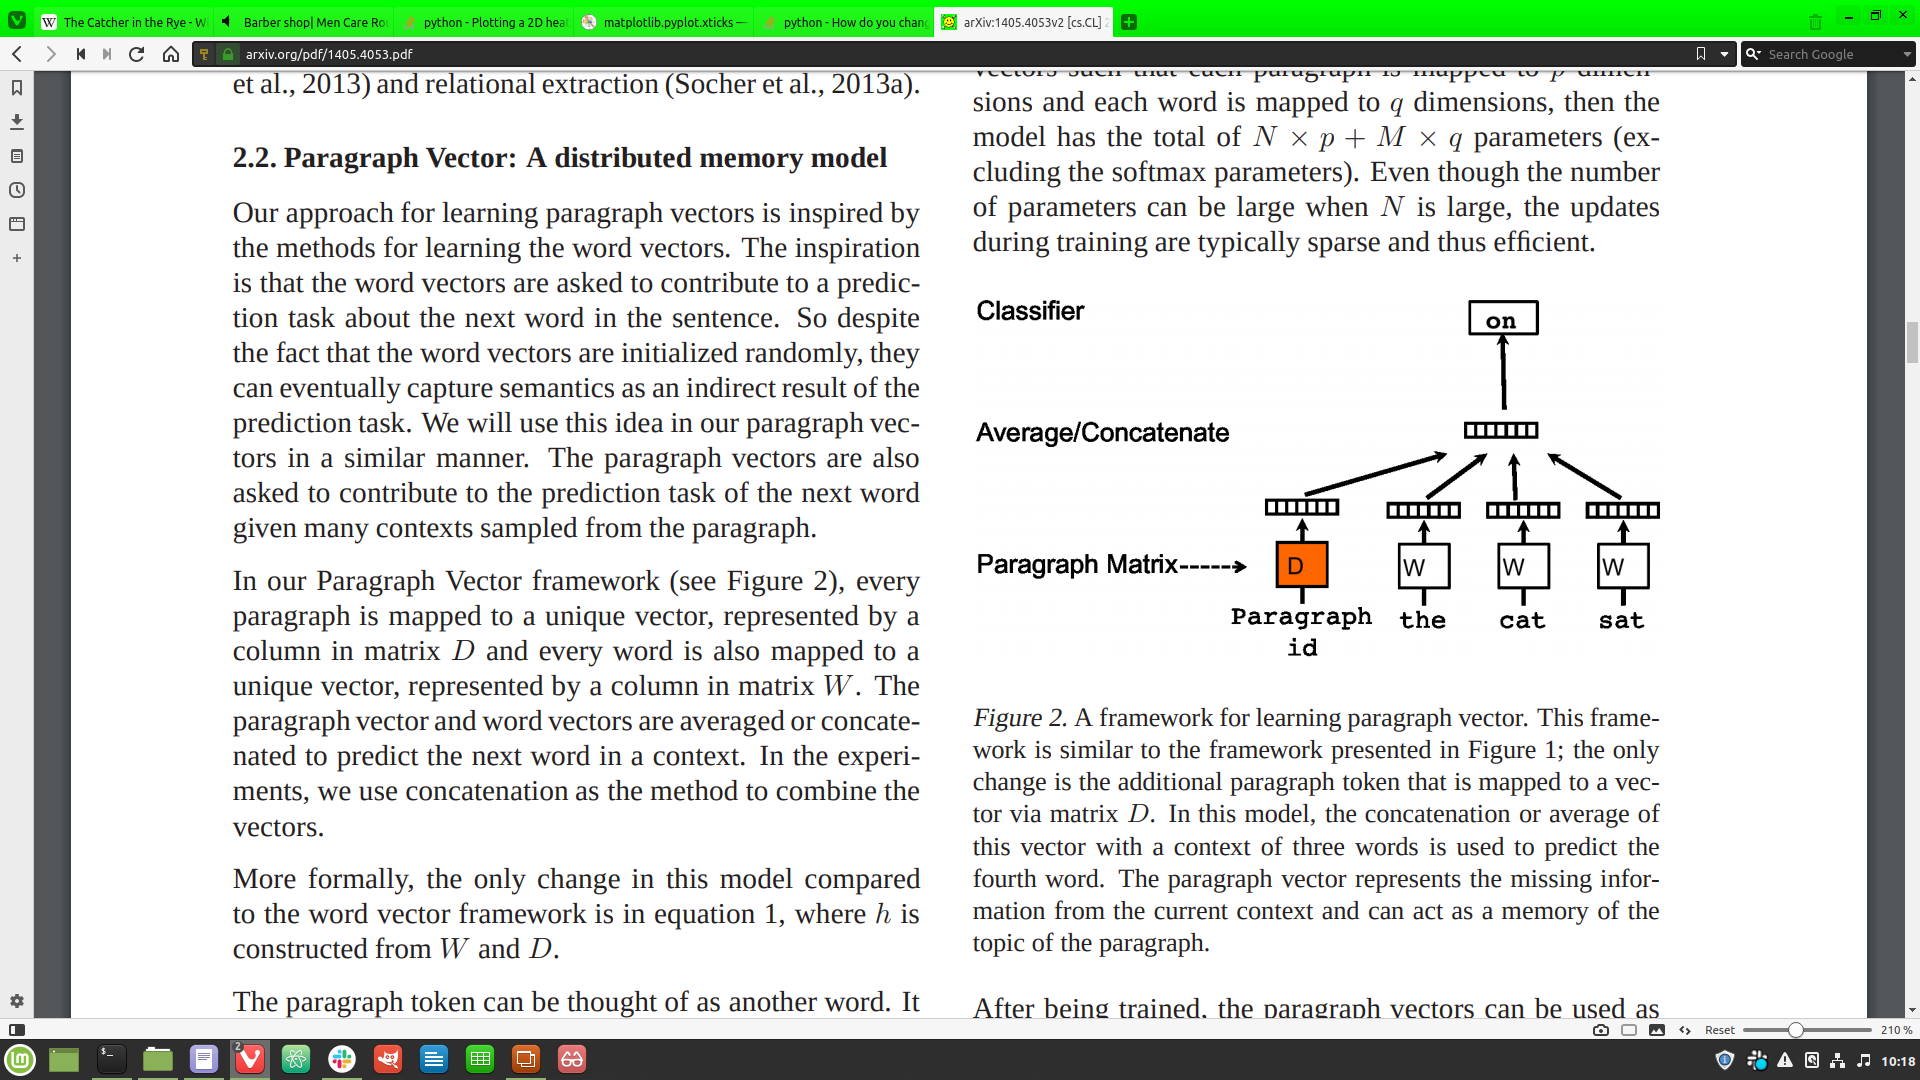 The Catcher in the Rye - W
Barber shop| Men Care Rou
python - Plotting a 2D hea
matplotlib.pyplot.xticks —
python - How do you chan
arXiv:1405.4053v2 [cs.CL] 2
arxiv.org/pdf/1405.4053.pdf
Search Google
et al., 2013) and relational extraction (Socher et al., 2013a).
2.2. Paragraph Vector: A distributed memory model
Our approach for learning paragraph vectors is inspired by
the methods for learning the word vectors. The inspiration
is that the word vectors are asked to contribute to a predic-
tion task about the next word in the sentence. So despite
the fact that the word vectors are initialized randomly, they
can eventually capture semantics as an indirect result of the
prediction task. We will use this idea in our paragraph vec-
tors in a similar manner. The paragraph vectors are also
asked to contribute to the prediction task of the next word
given many contexts sampled from the paragraph.
In our Paragraph Vector framework (see Figure 2), every
paragraph is mapped to a unique vector, represented by a
column in matrix D and every word is also mapped to a
unique vector, represented by a column in matrix W. The
paragraph vector and word vectors are averaged or concate-
nated to predict the next word in a context. In the experi-
ments, we use concatenation as the method to combine the
vectors.
More formally, the only change in this model compared
to the word vector framework is in equation 1, where h is
constructed from W and D.
The paragraph token can be thought of as another word. It
vectors such that each paragraph is mapped to p dimen-
sions and each word is mapped to q dimensions, then the
model has the total of N × p + M × q parameters (ex-
cluding the softmax parameters). Even though the number
of parameters can be large when N is large, the updates
during training are typically sparse and thus efficient.
Classifier
on
Average/Concatenate
Paragraph Matrix----->
D
W
W
W
Paragraph
id
the
cat
sat
Figure 2. A framework for learning paragraph vector. This frame-
work is similar to the framework presented in Figure 1; the only
change is the additional paragraph token that is mapped to a vec-
tor via matrix D. In this model, the concatenation or average of
this vector with a context of three words is used to predict the
fourth word. The paragraph vector represents the missing infor-
mation from the current context and can act as a memory of the
topic of the paragraph.
After being trained, the paragraph vectors can be used as
Reset
210 %
2
10:18